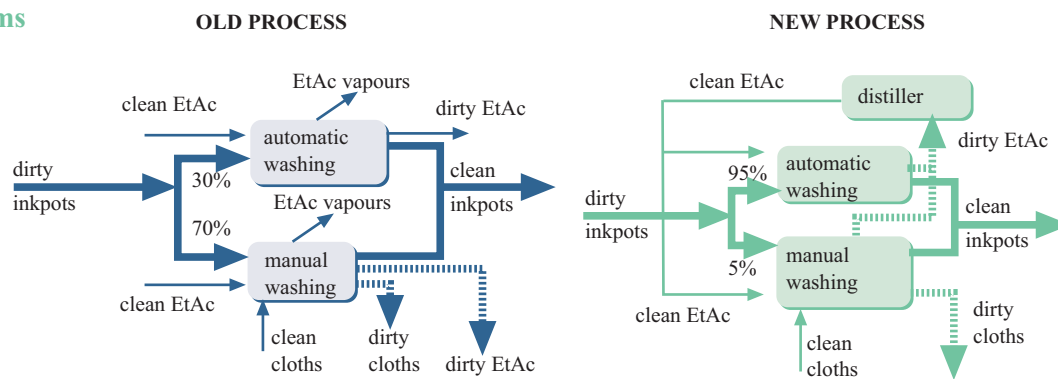 ms
OLD PROCESS
EtAc vapours
clean EtAc
dirty EtAc
automatic
washing
dirty
inkpots
30%
clean
inkpots
EtAc vapours
70%
manual
washing
clean EtAc
clean
cloths
dirty
cloths
dirty EtAc
NEW PROCESS
clean EtAc
distiller
dirty EtAc
automatic
washing
95%
dirty
inkpots
clean
inkpots
5%
manual
washing
clean EtAc
clean
cloths
dirty
cloths